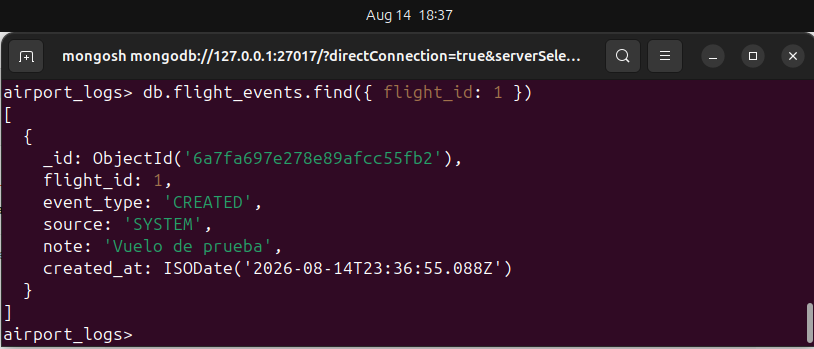 Aug 14 18:37
mongosh mongodb://127.0.0.1:27017/?directConnection=true&serverSele...
airport_logs> db.flight_events.find({ flight_id: 1 })
[
  {
    _id: ObjectId('6a7fa697e278e89afcc55fb2'),
    flight_id: 1,
    event_type: 'CREATED',
    source: 'SYSTEM',
    note: 'Vuelo de prueba',
    created_at: ISODate('2026-08-14T23:36:55.088Z')
  }
]
airport_logs>